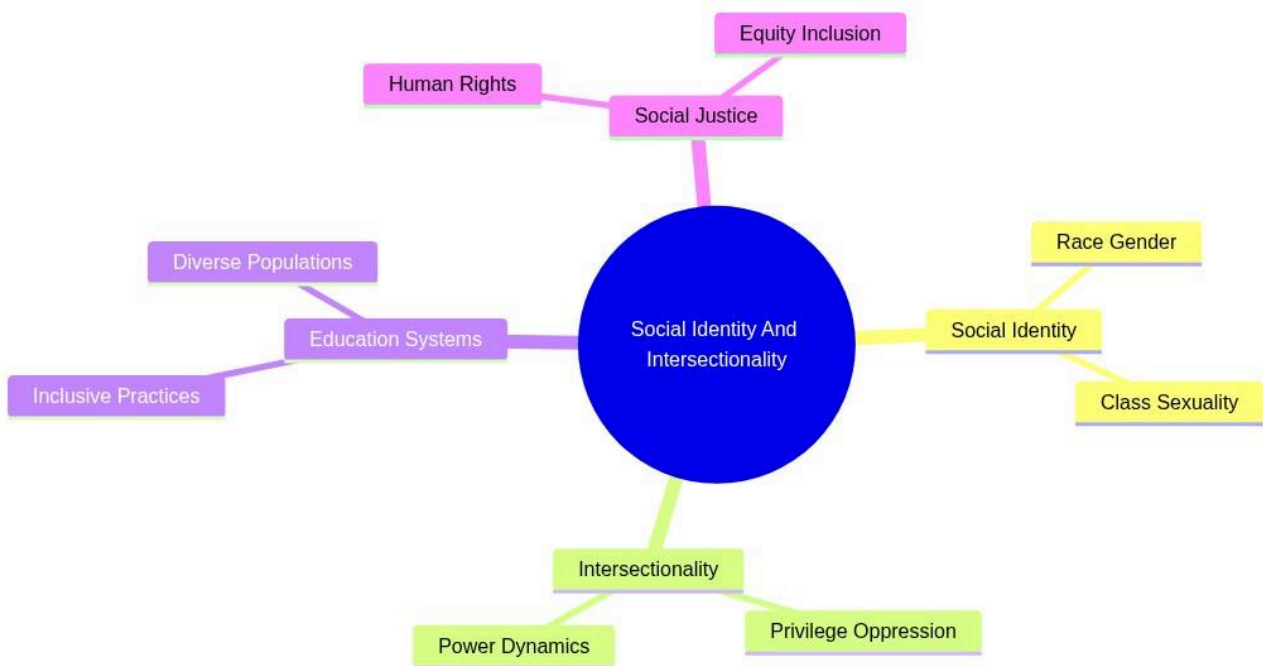 Equity Inclusion
Human Rights
Social Justice
Race Gender
Diverse Populations
Social Identity And
Intersectionality
Social Identity
Education Systems
Inclusive Practices
Class Sexuality
Intersectionality
Privilege Oppression
Power Dynamics